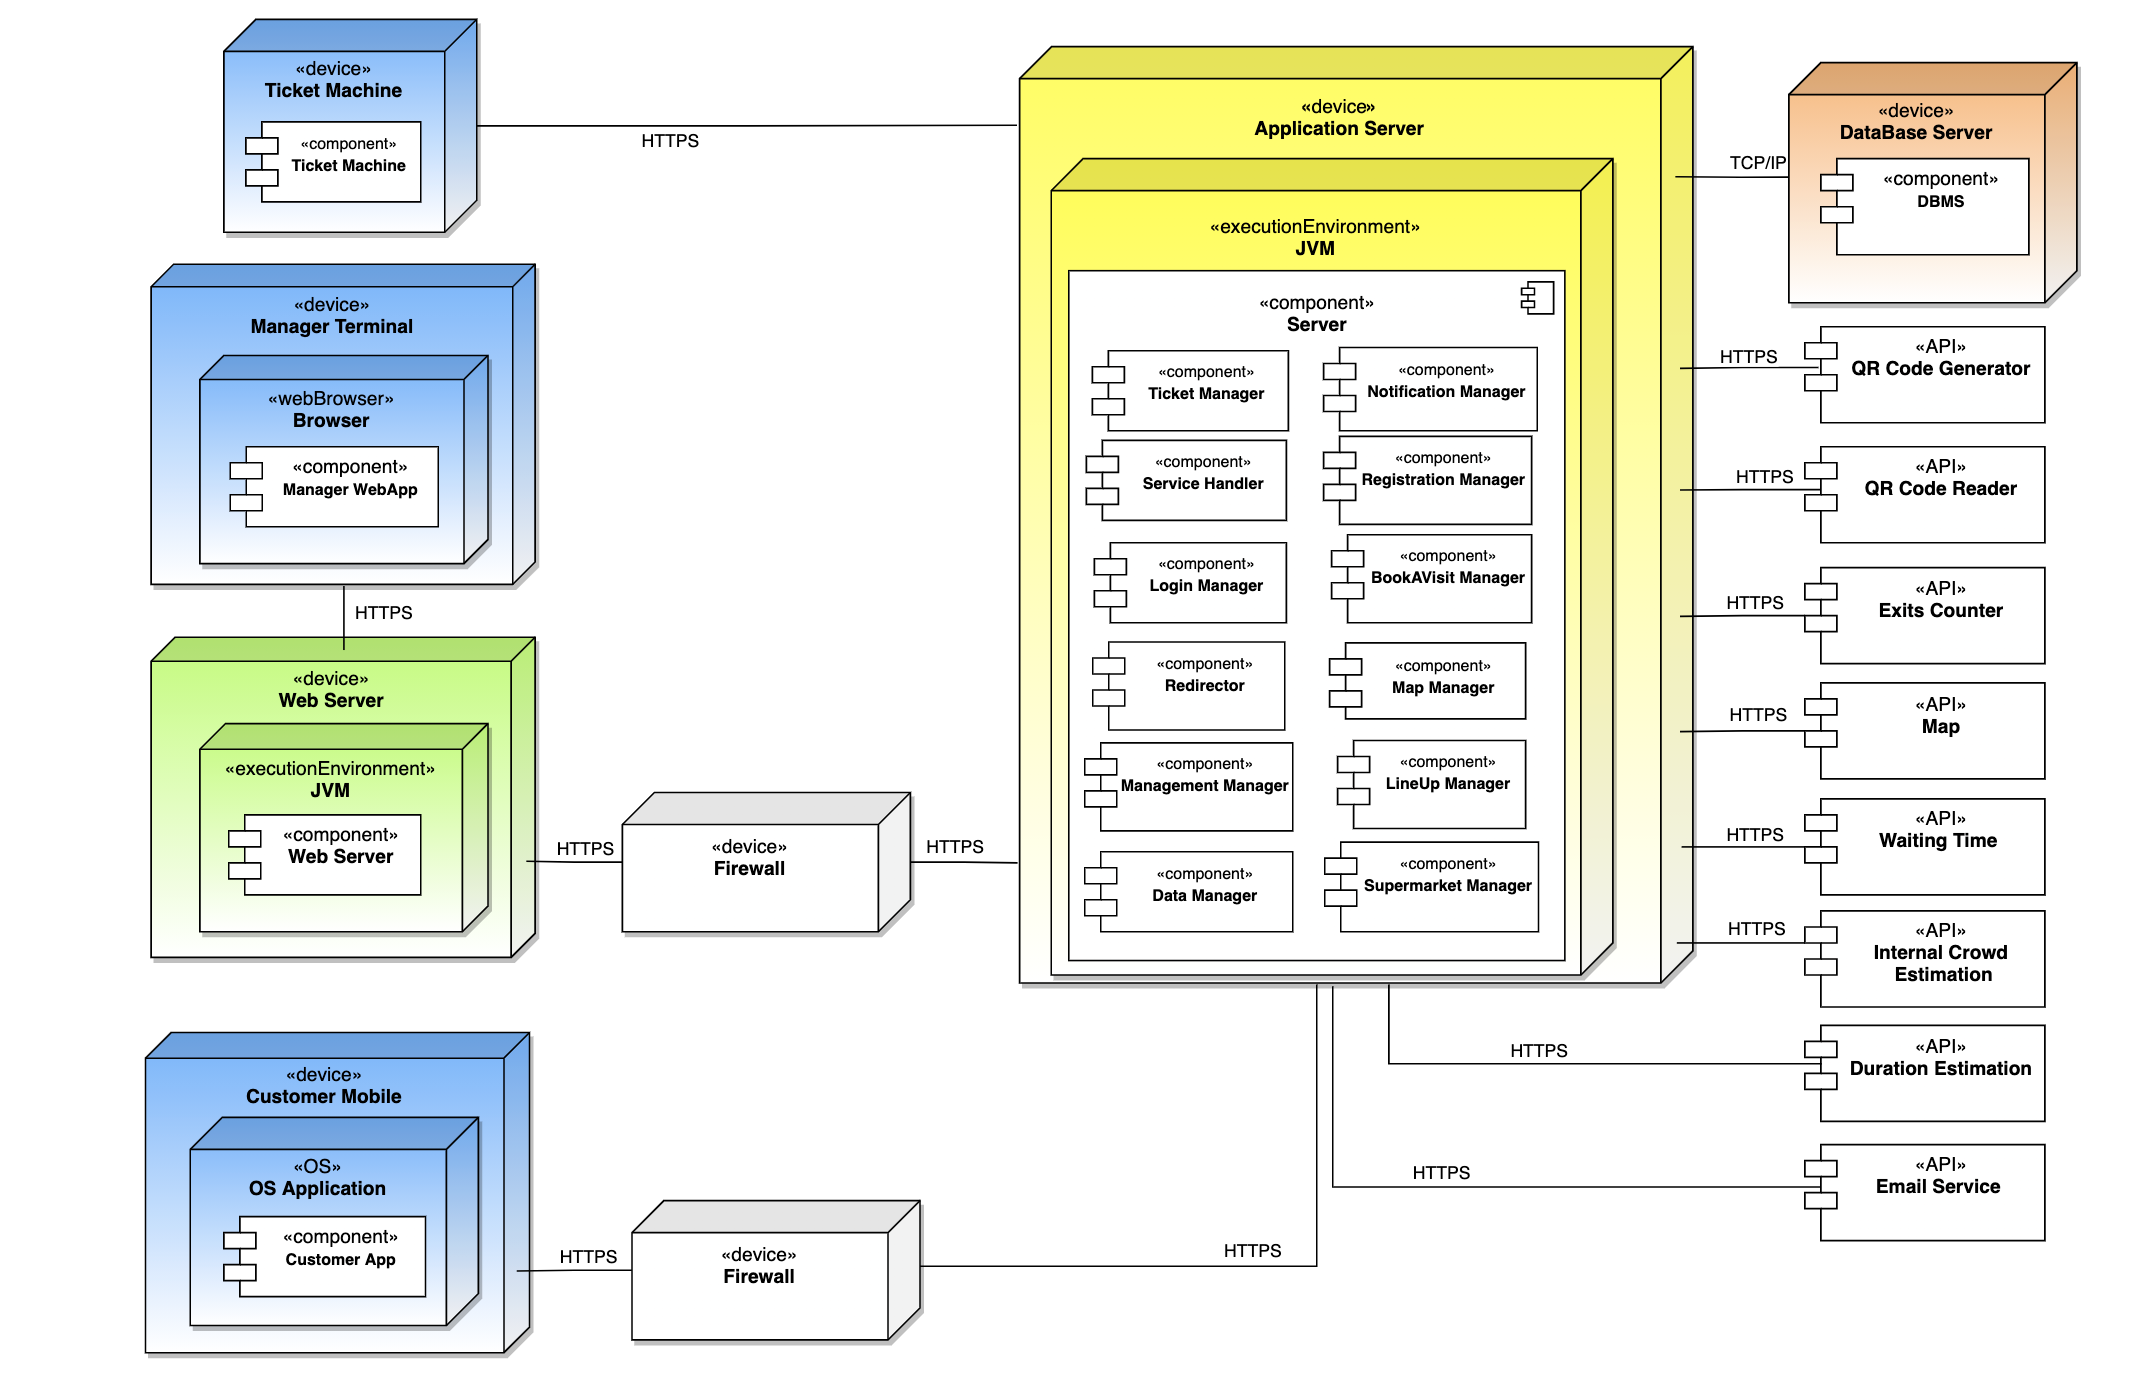 «device»
Ticket Machine
«component»
Ticket Machine
HTTPS
«device»
Manager Terminal
«webBrowser»
Browser
«component»
Manager WebApp
HTTPS
«device»
Web Server
«executionEnvironment»
JVM
«component»
Web Server
HTTPS
«device»
Firewall
HTTPS
«device»
Customer Mobile
«OS»
OS Application
«component»
Customer App
HTTPS
«device»
Firewall
HTTPS
«device»
Application Server
«executionEnvironment»
JVM
«component»
Server
«component»
Ticket Manager
«component»
Notification Manager
«component»
Service Handler
«component»
Registration Manager
«component»
Login Manager
«component»
BookAVisit Manager
«component»
Redirector
«component»
Map Manager
«component»
Management Manager
«component»
LineUp Manager
«component»
Data Manager
«component»
Supermarket Manager
TCP/IP
«device»
DataBase Server
«component»
DBMS
HTTPS
«API»
QR Code Generator
HTTPS
«API»
QR Code Reader
HTTPS
«API»
Exits Counter
HTTPS
«API»
Map
HTTPS
«API»
Waiting Time
HTTPS
«API»
Internal Crowd
Estimation
HTTPS
«API»
Duration Estimation
HTTPS
«API»
Email Service